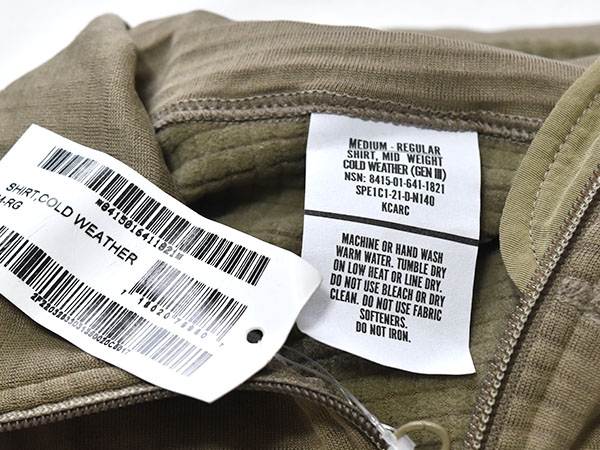 MEDIUM - REGULAR
SHIRT, MID WEIGHT
COLD WEATHER (GEN III)
NSN: 8415-01-641-1821
SPE1C1-21-D-N140
KCARC
MACHINE OR HAND WASH
WARM WATER. TUMBLE DRY
ON LOW HEAT OR LINE DRY.
DO NOT USE BLEACH OR DRY
CLEAN. DO NOT USE FABRIC
SOFTENERS.
DO NOT IRON.
SHIRT,COLD WEATHER